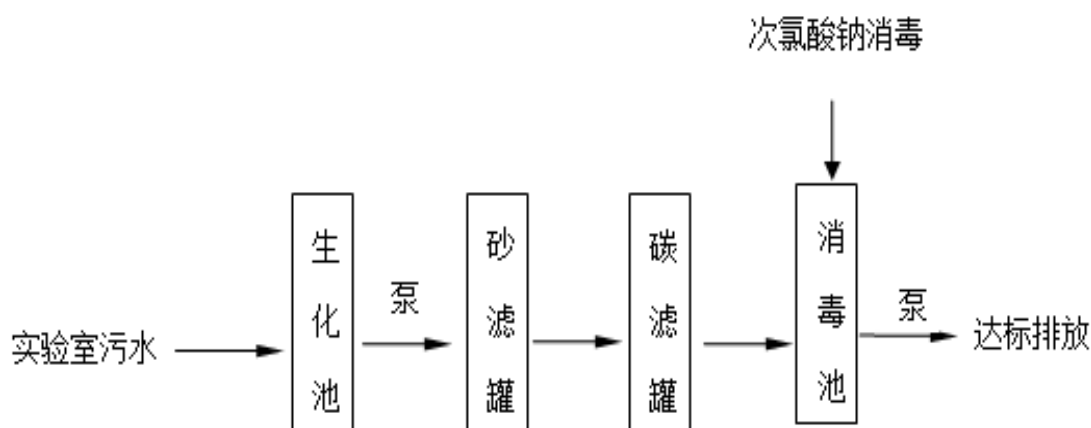 次氯酸钠消毒
实验室污水
生化池
泵
砂滤罐
碳滤罐
消毒池
泵
达标排放